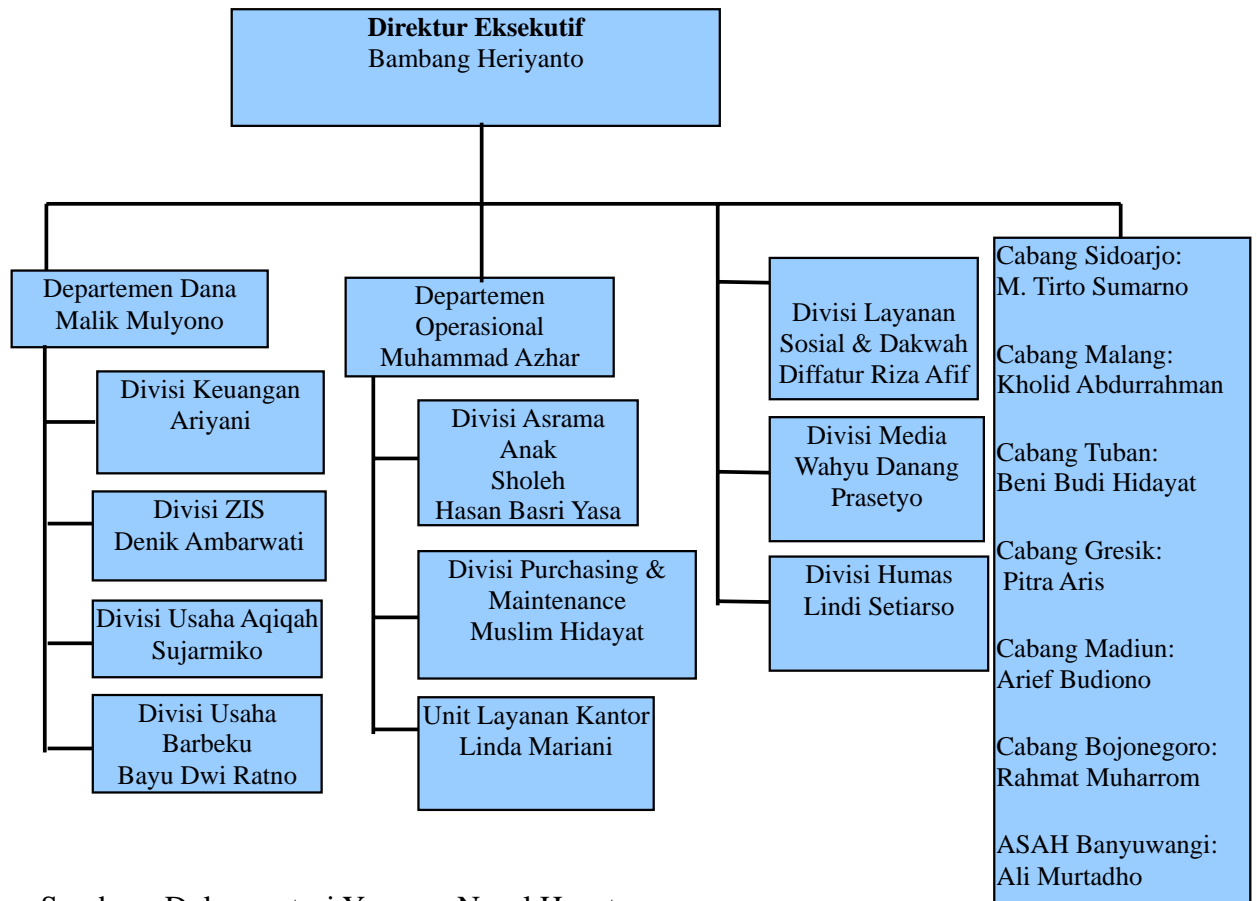 Direktur Eksekutif
Bambang Heriyanto
Departemen Dana
Malik Mulyono
Divisi Keuangan
Ariyani
Divisi ZIS
Denik Ambarwati
Divisi Usaha Aqiqah
Sujarmiko
Divisi Usaha
Barbeku
Bayu Dwi Ratno
Departemen
Operasional
Muhammad Azhar
Divisi Asrama
Anak
Sholeh
Hasan Basri Yasa
Divisi Purchasing &
Maintenance
Muslim Hidayat
Unit Layanan Kantor
Linda Mariani
Divisi Layanan
Sosial & Dakwah
Diffatur Riza Afif
Divisi Media
Wahyu Danang
Prasetyo
Divisi Humas
Lindi Setiarso
Cabang Sidoarjo:
M. Tirto Sumarno
Cabang Malang:
Kholid Abdurrahman
Cabang Tuban:
Beni Budi Hidayat
Cabang Gresik:
Pitra Aris
Cabang Madiun:
Arief Budiono
Cabang Bojonegoro:
Rahmat Muharrom
ASAH Banyuwangi:
Ali Murtadho